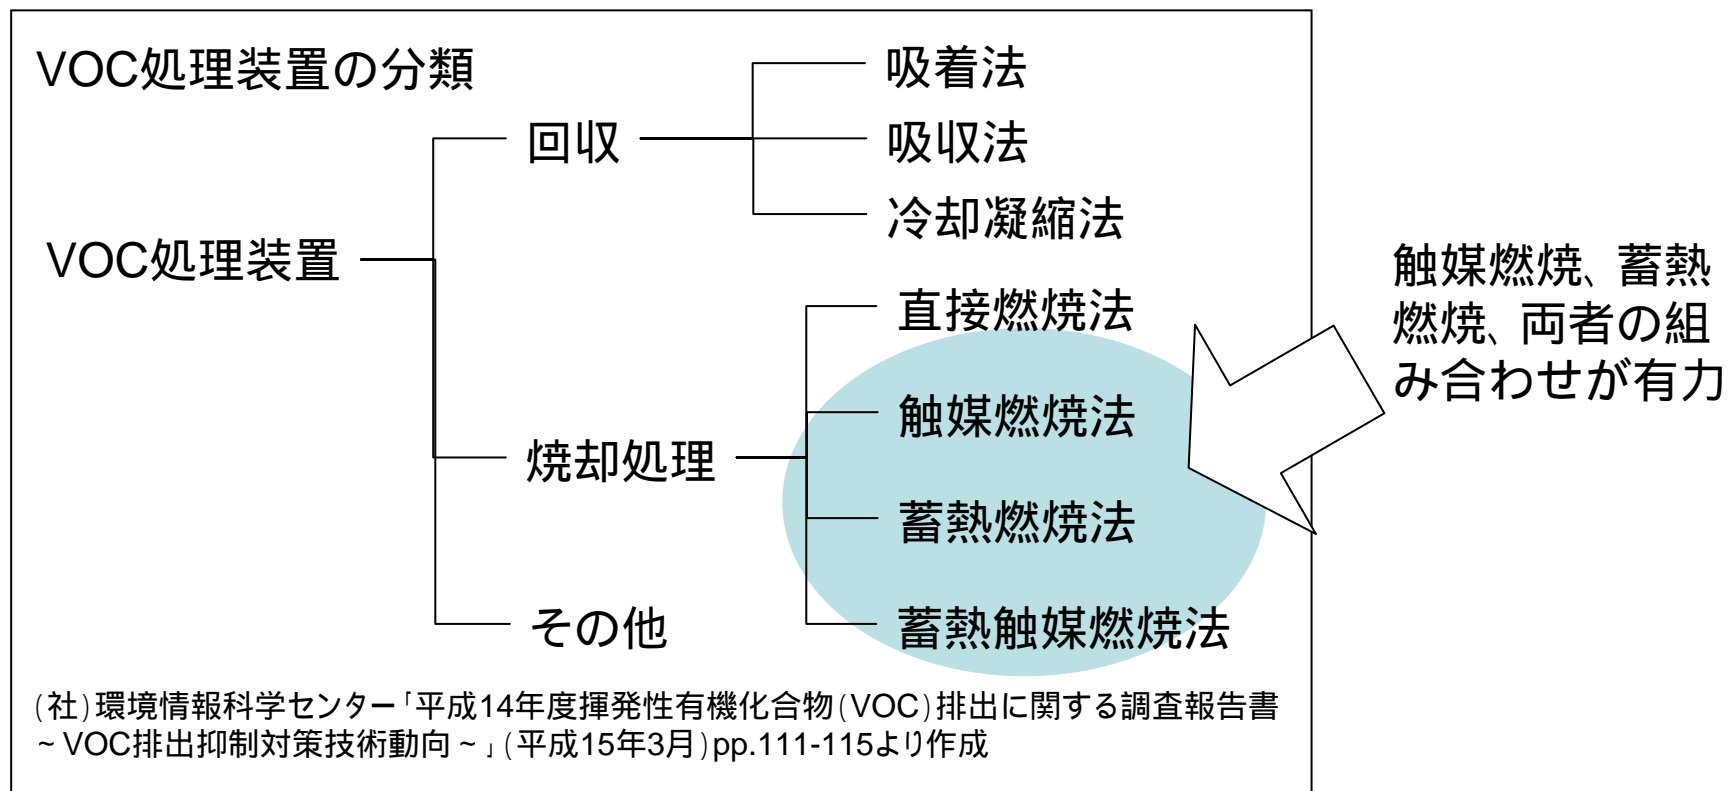 VOC処理装置の分類
吸着法
回収
吸収法
冷却凝縮法
VOC処理装置
直接燃焼法
触媒燃焼法
焼却処理
蓄熱燃焼法
その他
蓄熱触媒燃焼法
触媒燃焼、蓄熱
燃焼、両者の組
み合わせが有力
(社)環境情報科学センター「平成14年度揮発性有機化合物(VOC)排出に関する調査報告書
~VOC排出抑制対策技術動向~」(平成15年3月)pp.111-115より作成